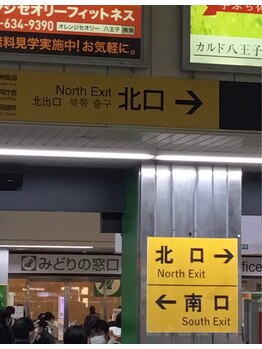 レンジセオリーフィットネス
-634-9390 オレンジセオリー 八王子 検索
無料見学実施中!お気軽に。
カルド八王子
North Exit 北口 →
北出口 북쪽 출구
みどりの窓口
北口 →
North Exit
← 南口
South Exit